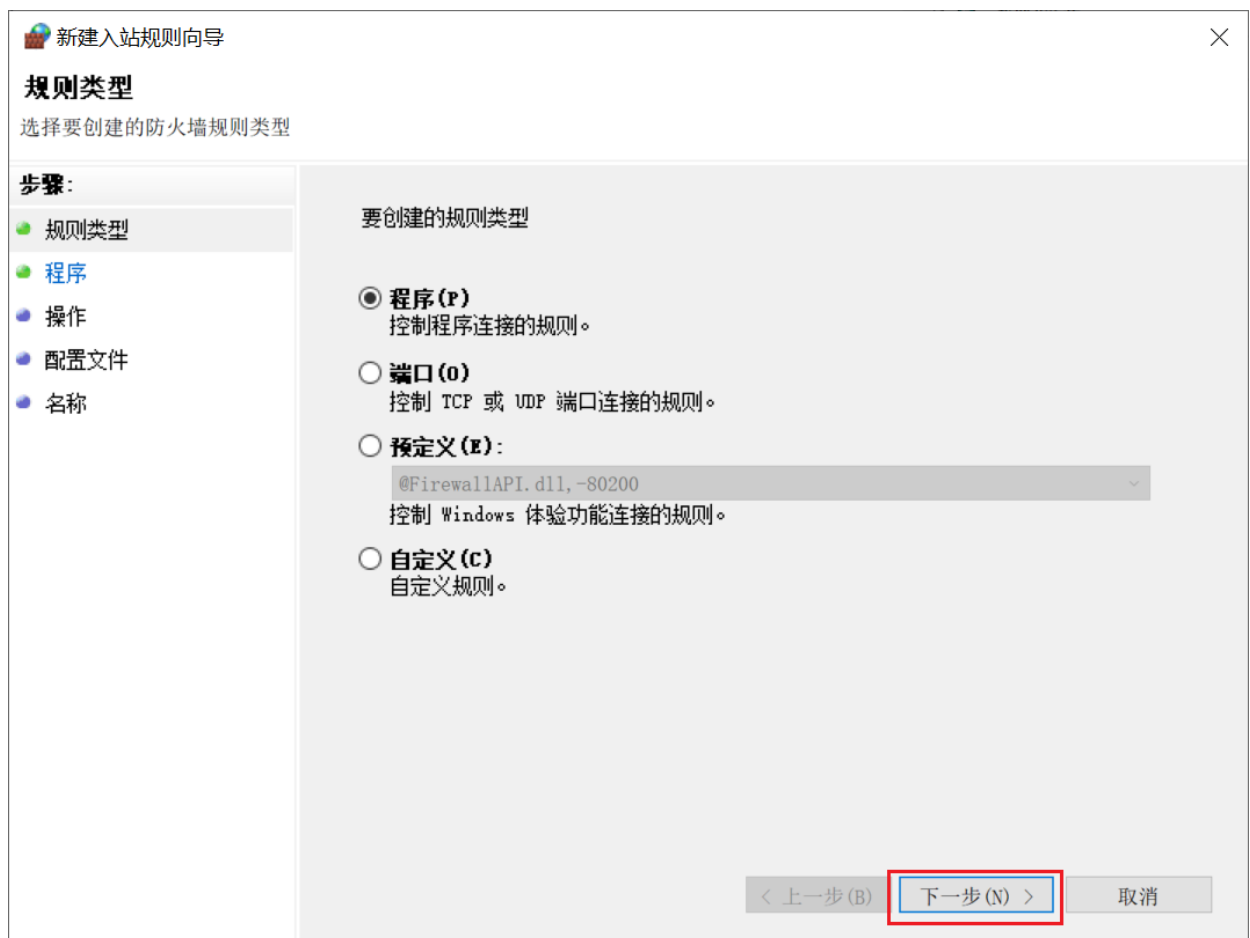 新建入站规则向导
规则类型
选择要创建的防火墙规则类型
步骤:
规则类型
程序
操作
配置文件
名称
要创建的规则类型
程序(P)
控制程序连接的规则。
端口(O)
控制 TCP 或 UDP 端口连接的规则。
预定义(E):
@FirewallAPI.dll,-80200
控制 Windows 体验功能连接的规则。
自定义(C)
自定义规则。
< 上一步(B)
下一步(N) >
取消